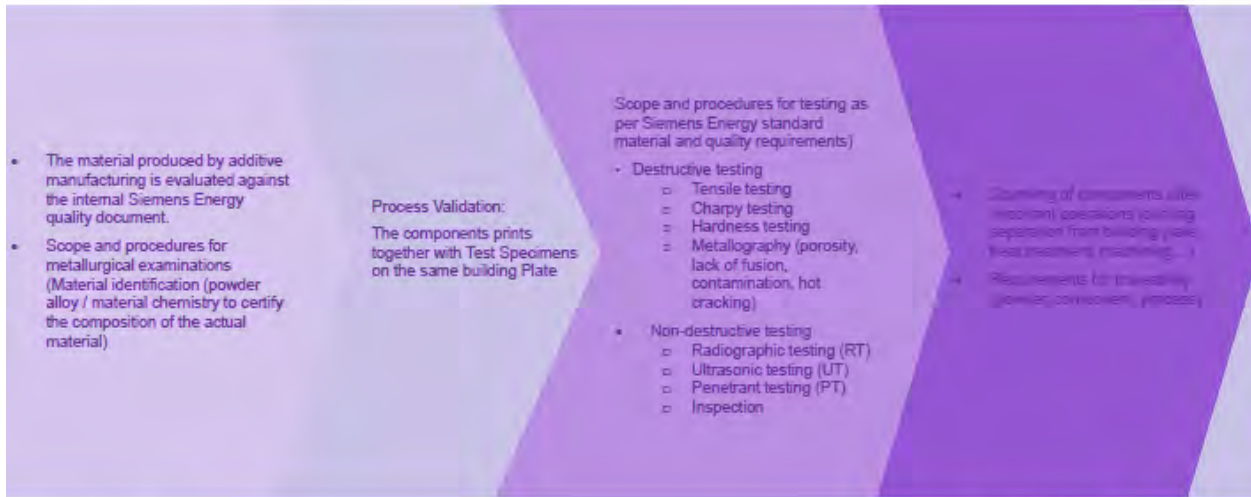 • The material produced by additive
manufacturing is evaluated against
the internal Siemens Energy
quality document.
• Scope and procedures for
metallurgical examinations
(Material identification (powder
alloy / material chemistry to certify
the composition of the actual
material)
Process Validation:
The components prints
together with Test Specimens
on the same building Plate
Scope and procedures for testing as
per Siemens Energy standard
material and quality requirements)
- Destructive testing
□ Tensile testing
□ Charpy testing
□ Hardness testing
□ Metallography (porosity,
lack of fusion,
contamination, hot
cracking)
• Non-destructive testing
□ Radiographic testing (RT)
□ Ultrasonic testing (UT)
□ Penetrant testing (PT)
□ Inspection
• Scanning of components after
important operations (printing,
separation from building plate,
heat treatment, machining…)
• Requirements for traceability
(powder, component, process)